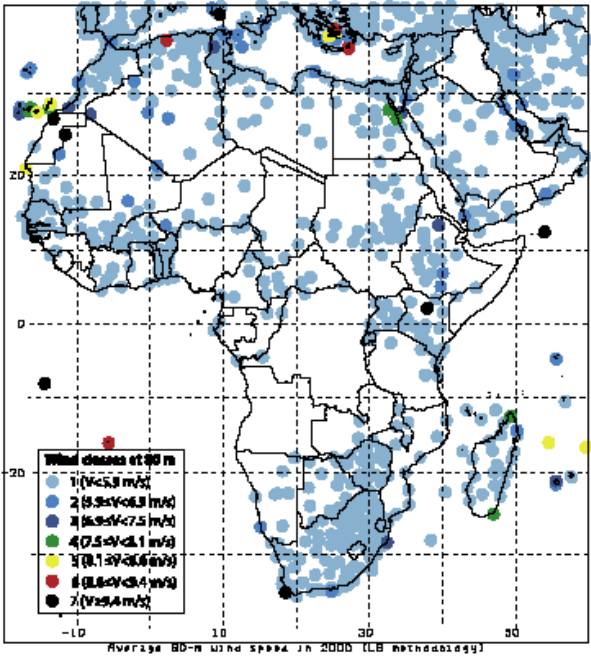 20
0
-20
Wind classes at 80 m
1 (V<5.9 m/s)
2 (5.9≤V<6.9 m/s)
3 (6.9≤V<7.5 m/s)
4 (7.5≤V<8.1 m/s)
5 (8.1≤V<8.6 m/s)
6 (8.6≤V<9.4 m/s)
7 (V≥9.4 m/s)
-10 10 30 50
Average 80-m wind speed in 2000 [LS methodology]